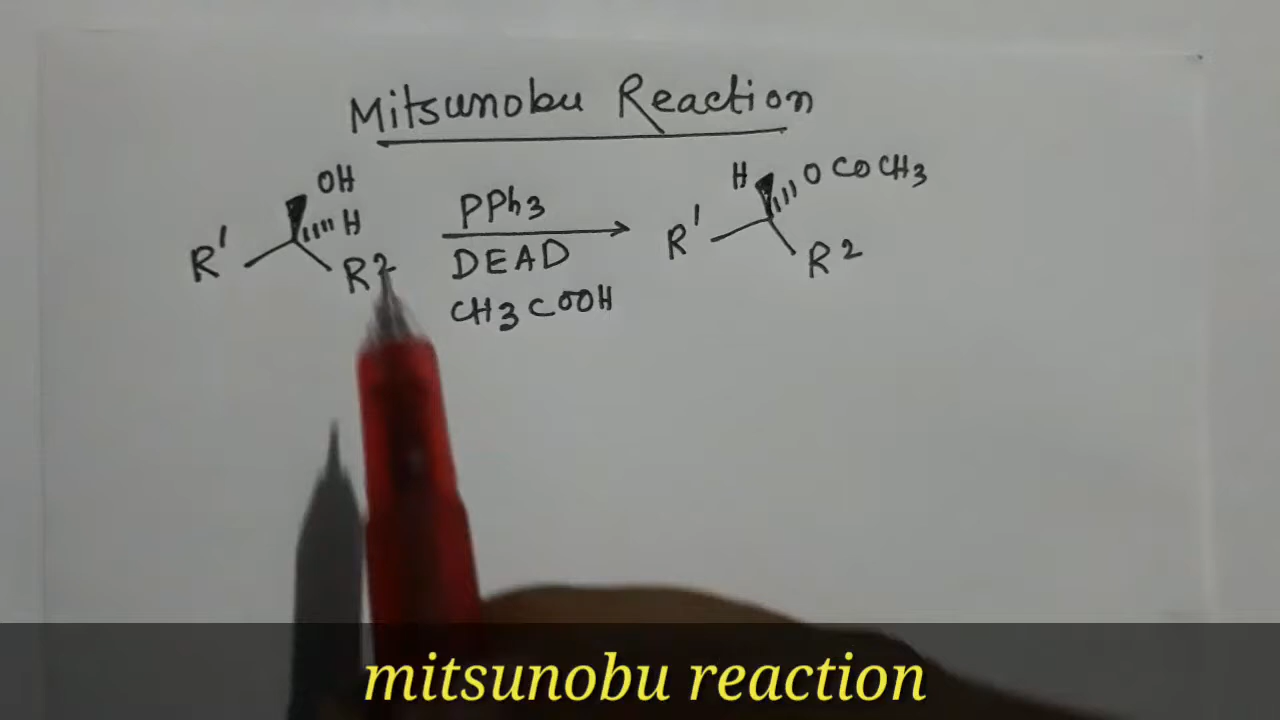 Mitsunobu Reaction
OH
H
R'
R2
PPh3
DEAD
CH3COOH
H
OCOCH3
R'
R2
mitsunobu reaction